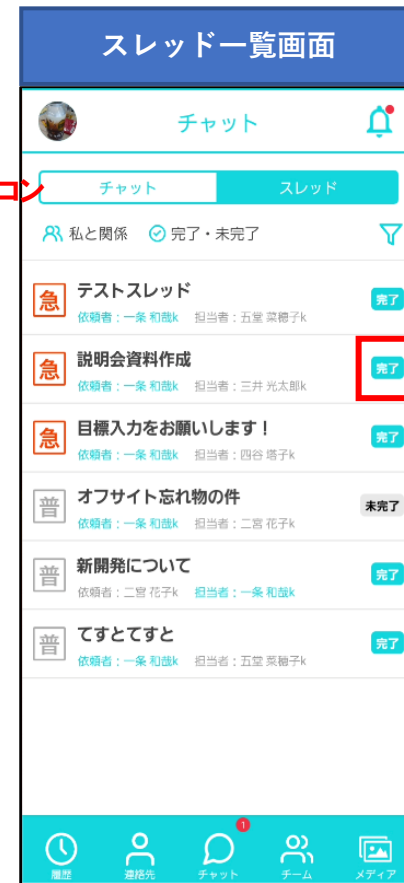 スレッド一覧画面
チャット
コン
チャット スレッド
私と関係 完了・未完了
急 テストスレッド 完了
依頼者：一条 和哉k 担当者：五堂 菜穂子k
急 説明会資料作成 完了
依頼者：一条 和哉k 担当者：三井 光太郎k
急 目標入力をお願いします！ 完了
依頼者：一条 和哉k 担当者：四谷 塔子k
普 オフサイト忘れ物の件 未完了
依頼者：一条 和哉k 担当者：二宮 花子k
普 新開発について 完了
依頼者：二宮 花子k 担当者：一条 和哉k
普 てすとてすと 完了
依頼者：一条 和哉k 担当者：五堂 菜穂子k
1
履歴 連絡先 チャット チーム メディア